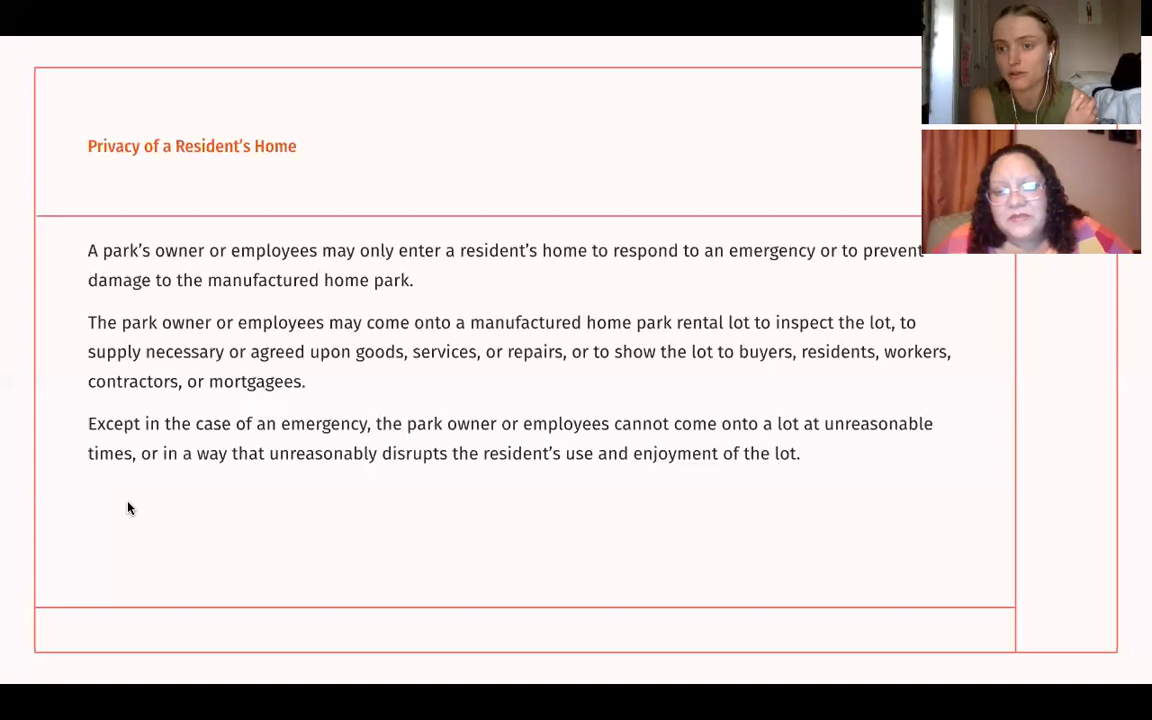 Privacy of a Resident’s Home
A park’s owner or employees may only enter a resident’s home to respond to an emergency or to prevent
damage to the manufactured home park.
The park owner or employees may come onto a manufactured home park rental lot to inspect the lot, to
supply necessary or agreed upon goods, services, or repairs, or to show the lot to buyers, residents, workers,
contractors, or mortgagees.
Except in the case of an emergency, the park owner or employees cannot come onto a lot at unreasonable
times, or in a way that unreasonably disrupts the resident’s use and enjoyment of the lot.